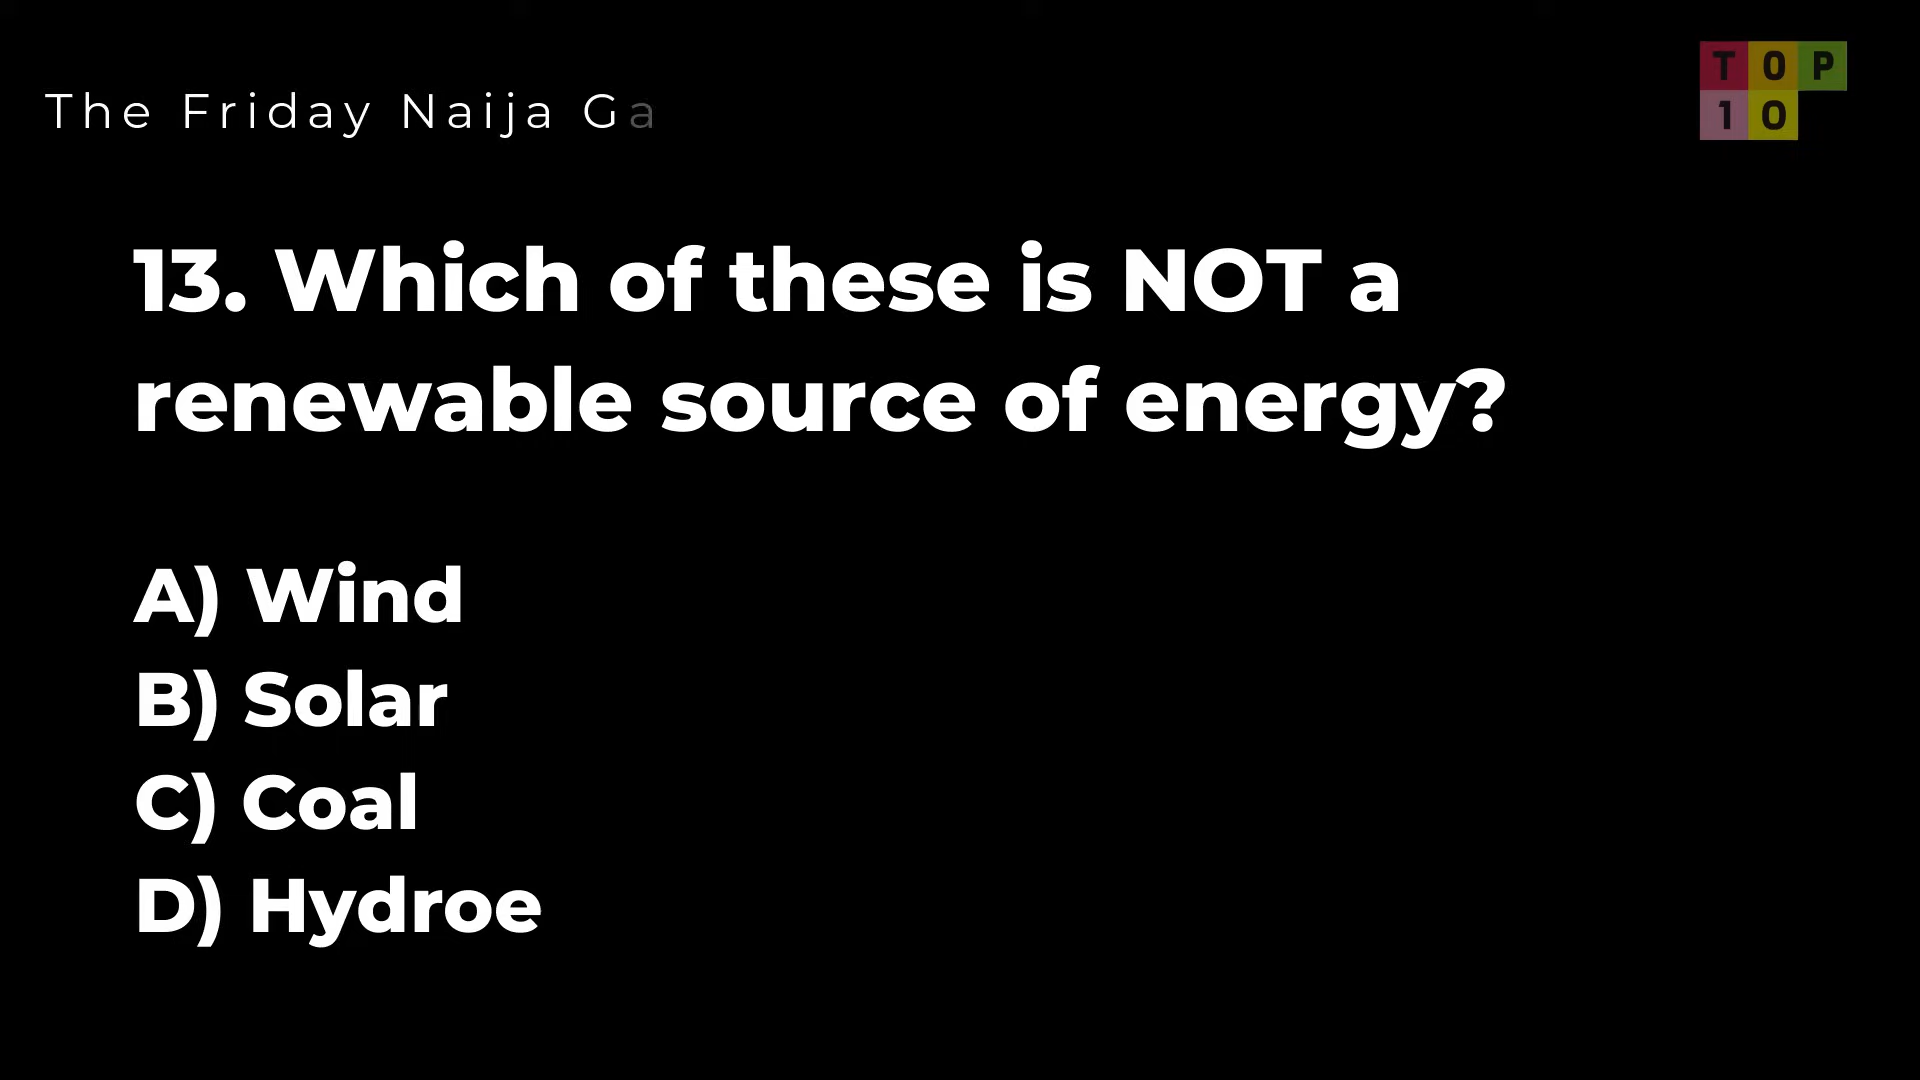 The Friday Naija Ga
TOP
10
13. Which of these is NOT a
renewable source of energy?
A) Wind
B) Solar
C) Coal
D) Hydroe